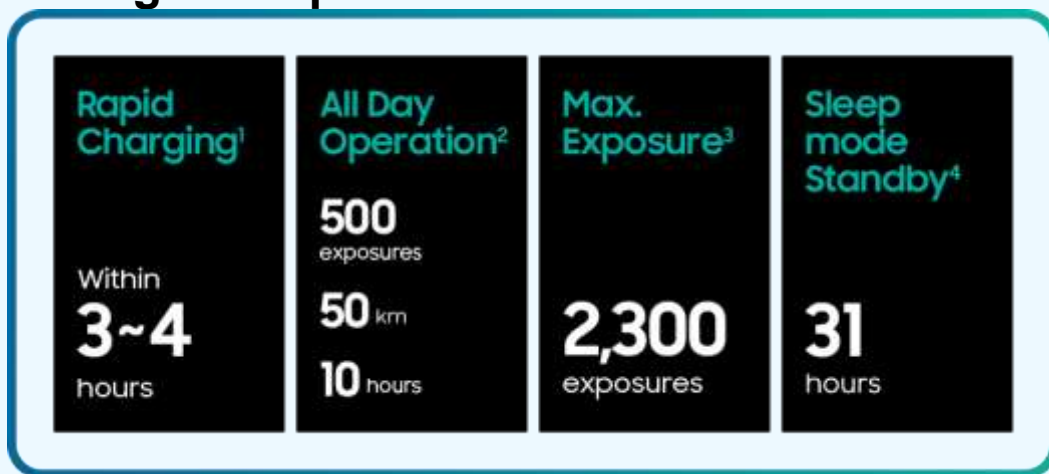 Rapid
Charging¹
Within
3~4
hours
All Day
Operation²
500
exposures
50 km
10 hours
Max.
Exposure³
2,300
exposures
Sleep
mode
Standby⁴
31
hours